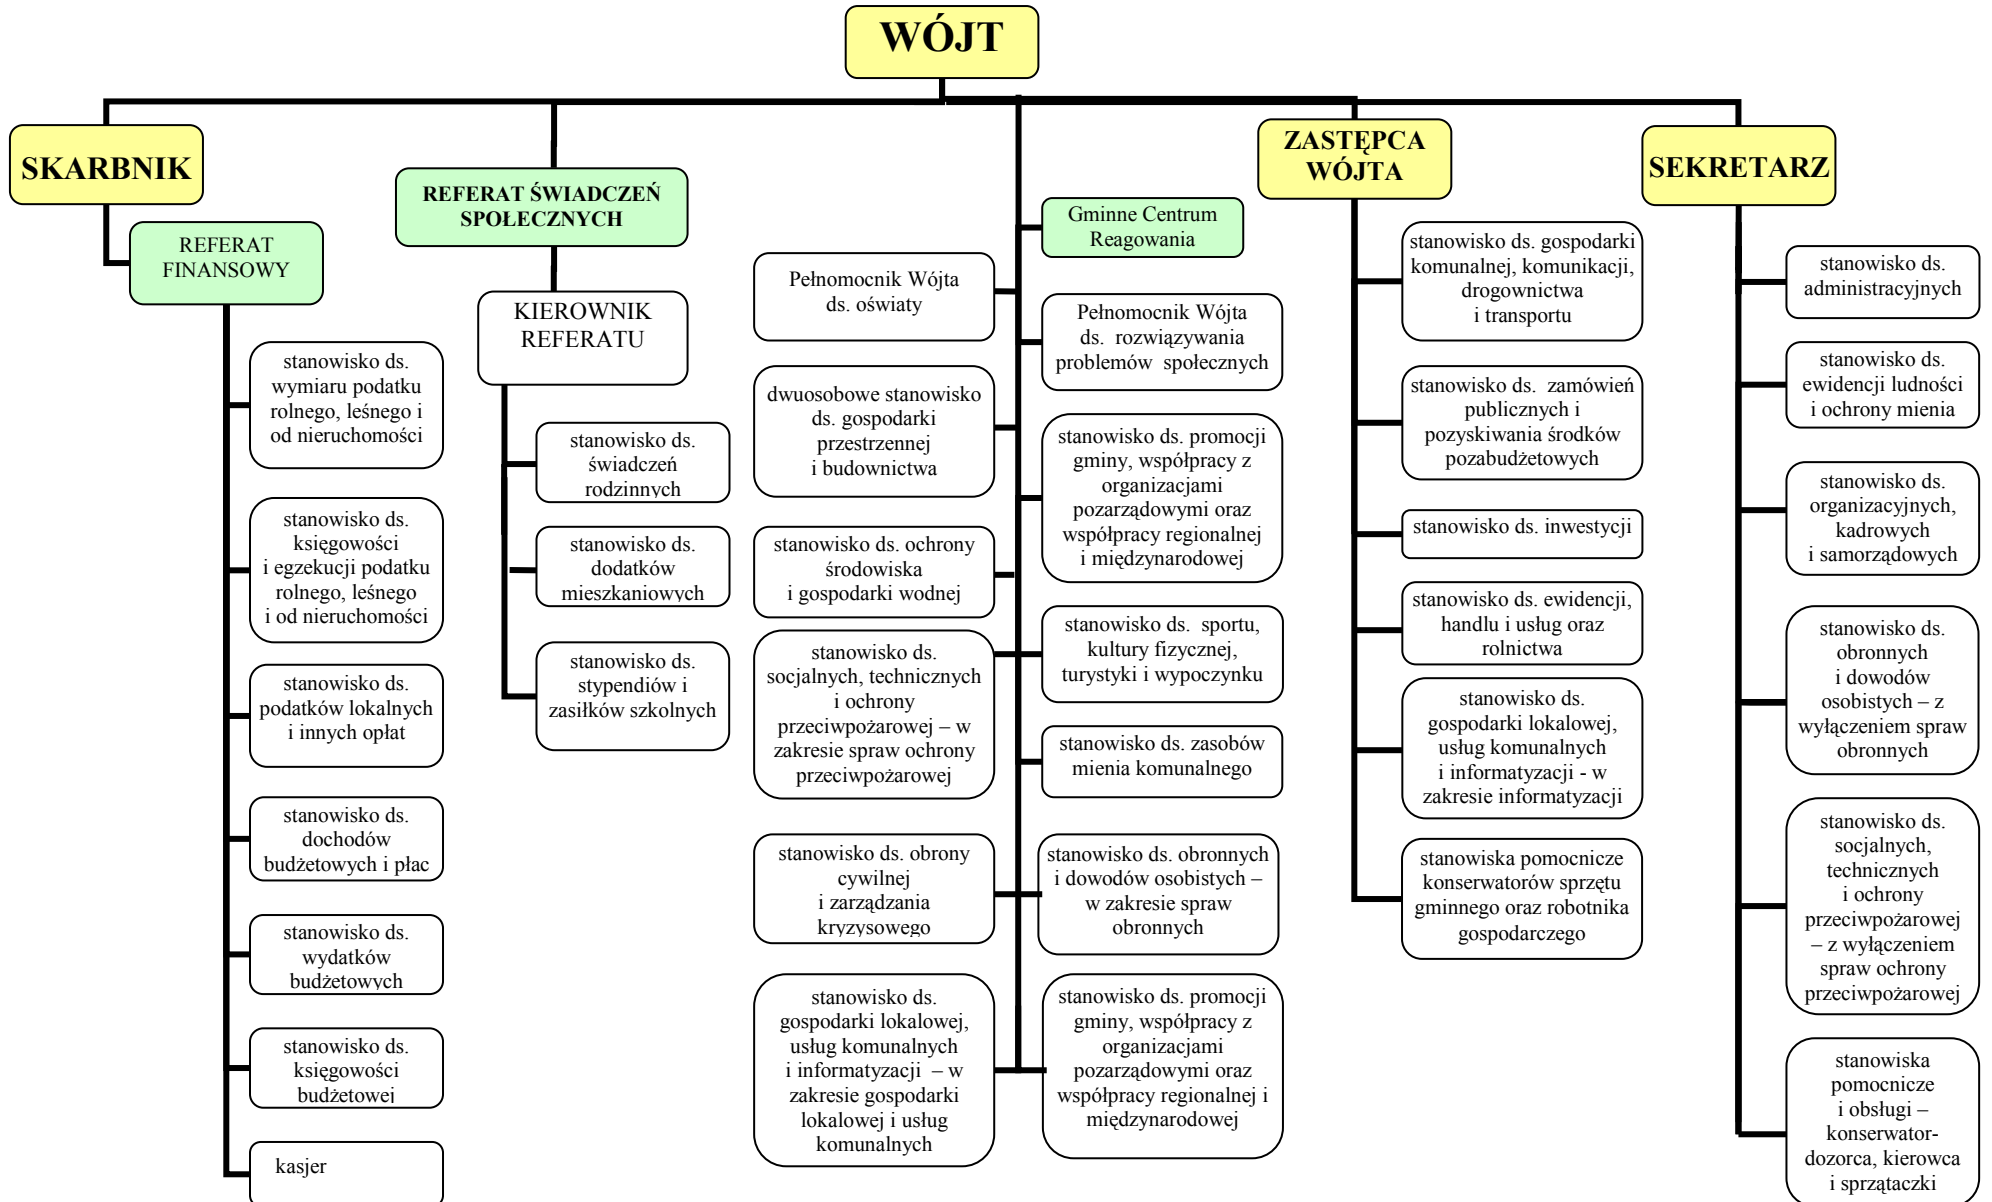 WÓJT
SKARBNIK
REFERAT
FINANSOWY
stanowisko ds.
wymiaru podatku
rolnego, leśnego i
od nieruchomości
stanowisko ds.
księgowości
i egzekucji podatku
rolnego, leśnego
i od nieruchomości
stanowisko ds.
podatków lokalnych
i innych opłat
stanowisko ds.
dochodów
budżetowych i płac
stanowisko ds.
wydatków
budżetowych
stanowisko ds.
księgowości
budżetowej
kasjer
REFERAT ŚWIADCZEŃ
SPOŁECZNYCH
KIEROWNIK
REFERATU
stanowisko ds.
świadczeń
rodzinnych
stanowisko ds.
dodatków
mieszkaniowych
stanowisko ds.
stypendiów i
zasiłków szkolnych
Pełnomocnik Wójta
ds. oświaty
dwuosobowe stanowisko
ds. gospodarki
przestrzennej
i budownictwa
stanowisko ds. ochrony
środowiska
i gospodarki wodnej
stanowisko ds.
socjalnych, technicznych
i ochrony
przeciwpożarowej – w
zakresie spraw ochrony
przeciwpożarowej
stanowisko ds. obrony
cywilnej
i zarządzania
kryzysowego
stanowisko ds.
gospodarki lokalowej,
usług komunalnych
i informatyzacji – w
zakresie gospodarki
lokalowej i usług
komunalnych
Gminne Centrum
Reagowania
Pełnomocnik Wójta
ds. rozwiązywania
problemów społecznych
stanowisko ds. promocji
gminy, współpracy z
organizacjami
pozarządowymi oraz
współpracy regionalnej
i międzynarodowej
stanowisko ds. sportu,
kultury fizycznej,
turystyki i wypoczynku
stanowisko ds. zasobów
mienia komunalnego
stanowisko ds. obronnych
i dowodów osobistych –
w zakresie spraw
obronnych
stanowisko ds. promocji
gminy, współpracy z
organizacjami
pozarządowymi oraz
współpracy regionalnej i
międzynarodowej
ZASTĘPCA
WÓJTA
stanowisko ds. gospodarki
komunalnej, komunikacji,
drogownictwa
i transportu
stanowisko ds. zamówień
publicznych i
pozyskiwania środków
pozabudżetowych
stanowisko ds. inwestycji
stanowisko ds. ewidencji,
handlu i usług oraz
rolnictwa
stanowisko ds.
gospodarki lokalowej,
usług komunalnych
i informatyzacji - w
zakresie informatyzacji
stanowiska pomocnicze
konserwatorów sprzętu
gminnego oraz robotnika
gospodarczego
SEKRETARZ
stanowisko ds.
administracyjnych
stanowisko ds.
ewidencji ludności
i ochrony mienia
stanowisko ds.
organizacyjnych,
kadrowych
i samorządowych
stanowisko ds.
obronnych
i dowodów
osobistych – z
wyłączeniem spraw
obronnych
stanowisko ds.
socjalnych,
technicznych
i ochrony
przeciwpożarowej
– z wyłączeniem
spraw ochrony
przeciwpożarowej
stanowiska
pomocnicze
i obsługi –
konserwator-
dozorca, kierowca
i sprzątaczki